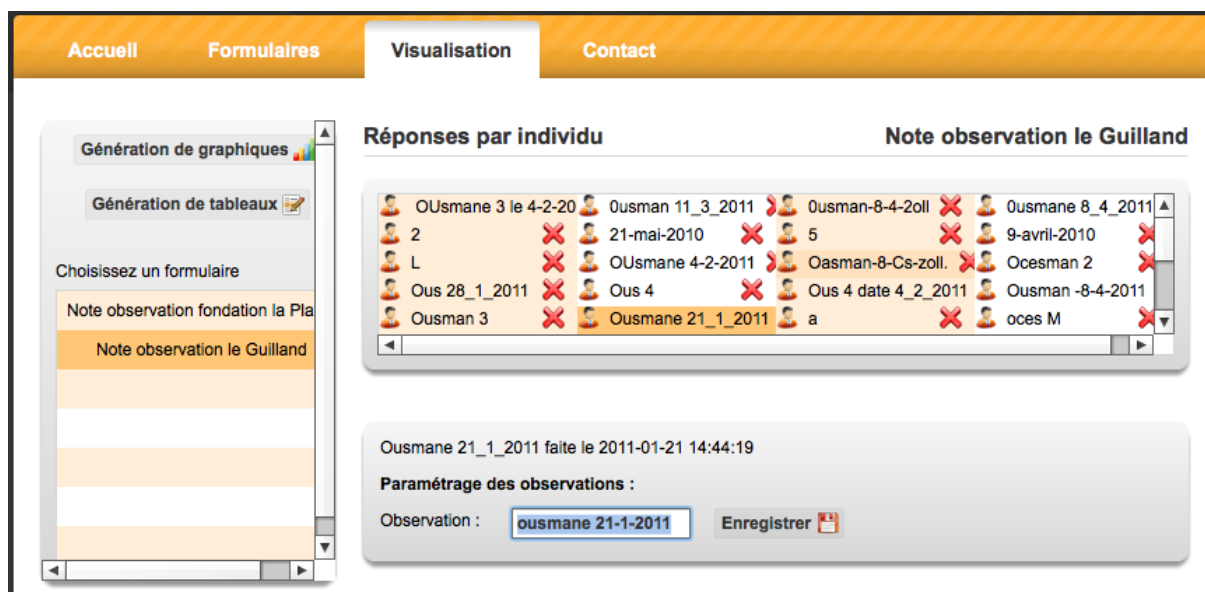 Accueil Formulaires Visualisation Contact
Génération de graphiques
Génération de tableaux
Choisissez un formulaire
Note observation fondation la Pla
Note observation le Guilland
Réponses par individu Note observation le Guilland
OUsmane 3 le 4-2-20 0usman 11_3_2011 0usman-8-4-2oll 0usmane 8_4_2011
2 21-mai-2010 5 9-avril-2010
L OUsmane 4-2-2011 Oasman-8-Cs-zoll. Ocesman 2
Ous 28_1_2011 Ous 4 Ous 4 date 4_2_2011 Ousman -8-4-2011
Ousman 3 Ousmane 21_1_2011 a oces M
Ousmane 21_1_2011 faite le 2011-01-21 14:44:19
Paramétrage des observations :
Observation : ousmane 21-1-2011 Enregistrer